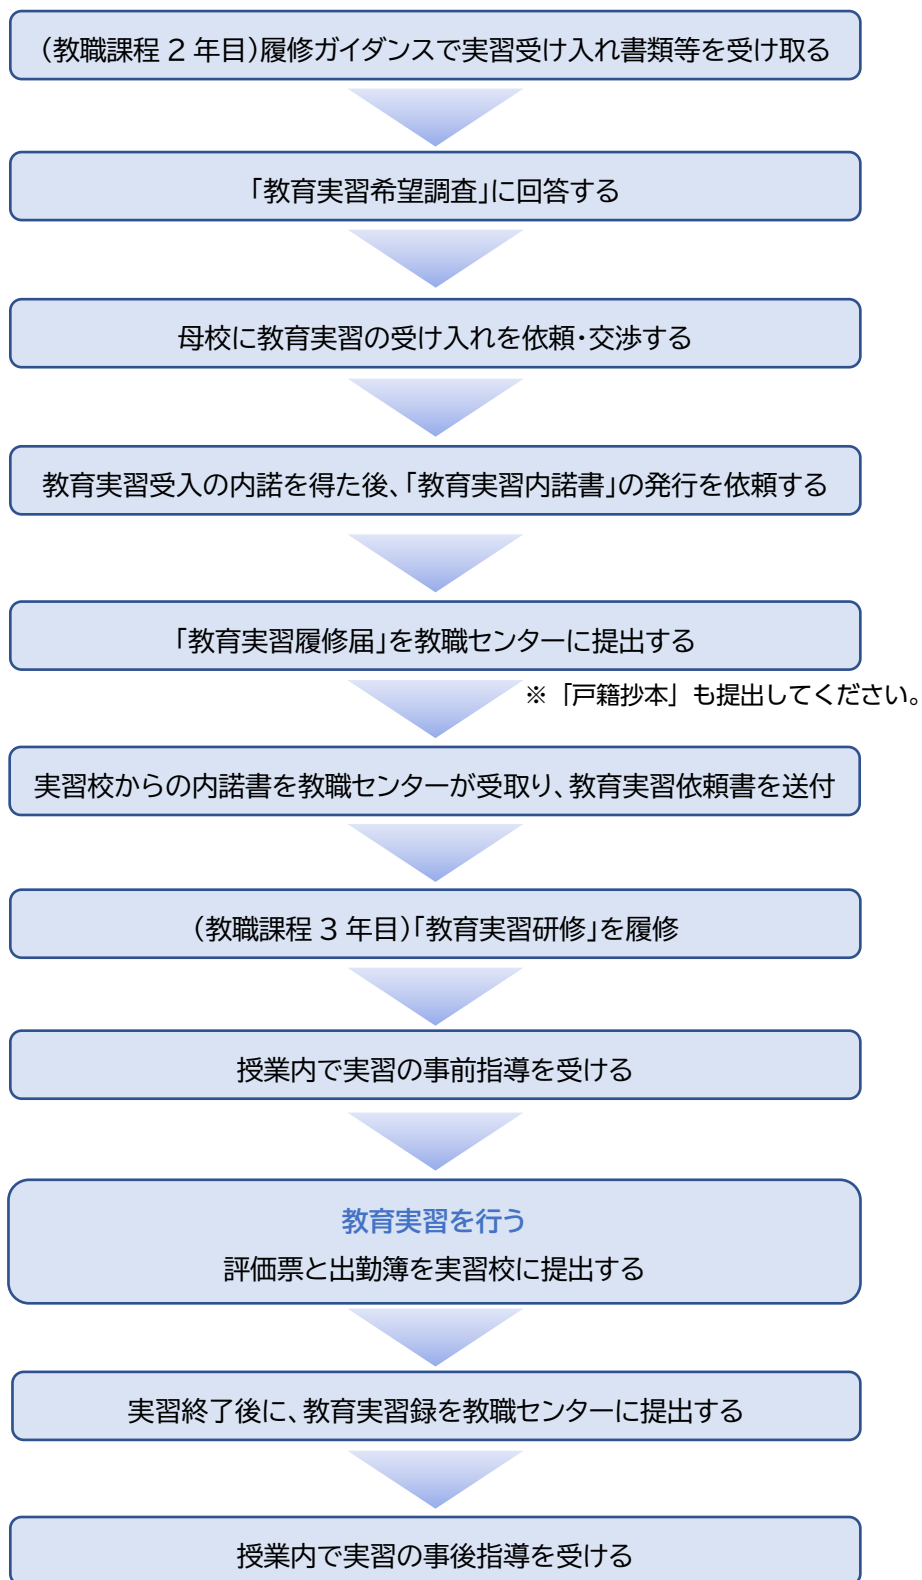 (教職課程 2 年目)履修ガイダンスで実習受け入れ書類等を受け取る
「教育実習希望調査」に回答する
母校に教育実習の受け入れを依頼・交渉する
教育実習受入の内諾を得た後、「教育実習内諾書」の発行を依頼する
「教育実習履修届」を教職センターに提出する
※「戸籍抄本」も提出してください。
実習校からの内諾書を教職センターが受取り、教育実習依頼書を送付
(教職課程 3 年目)「教育実習研修」を履修
授業内で実習の事前指導を受ける
教育実習を行う
評価票と出勤簿を実習校に提出する
実習終了後に、教育実習録を教職センターに提出する
授業内で実習の事後指導を受ける